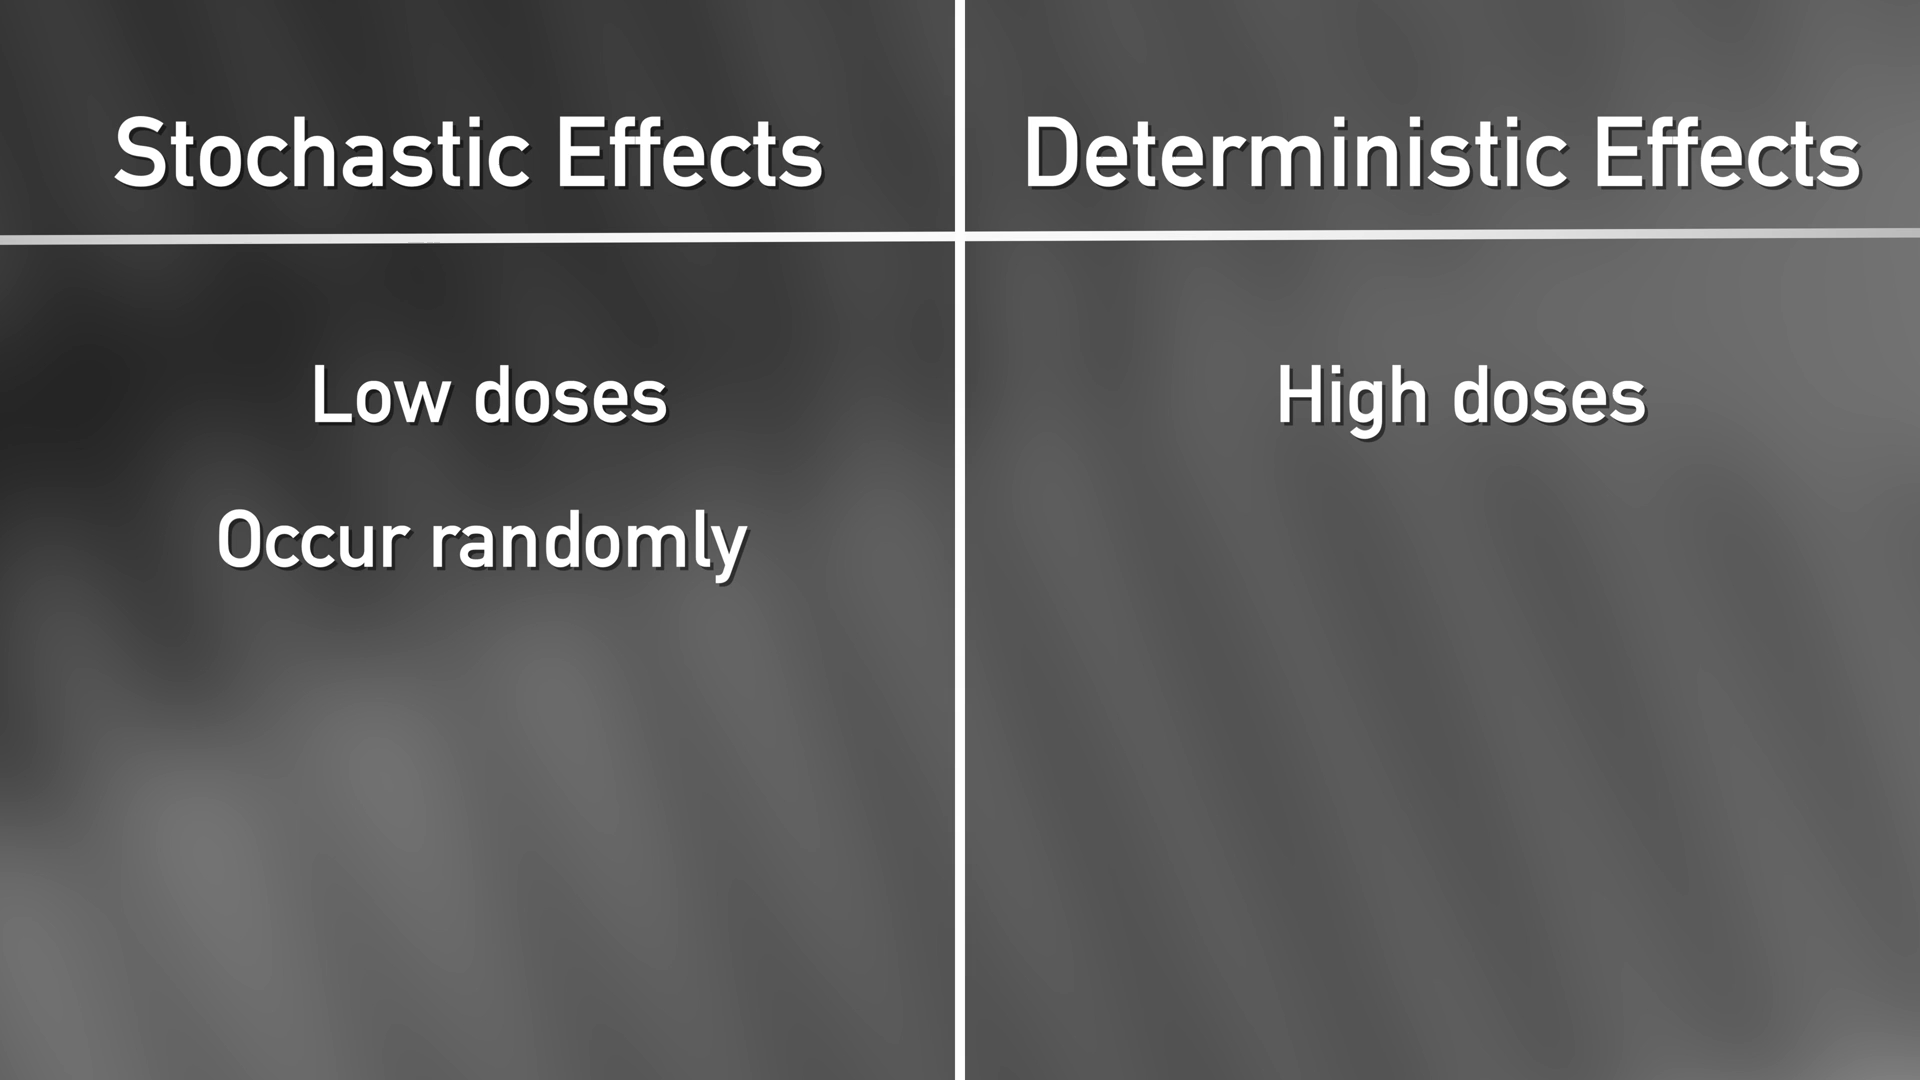 Stochastic Effects
Deterministic Effects
Low doses
High doses
Occur randomly